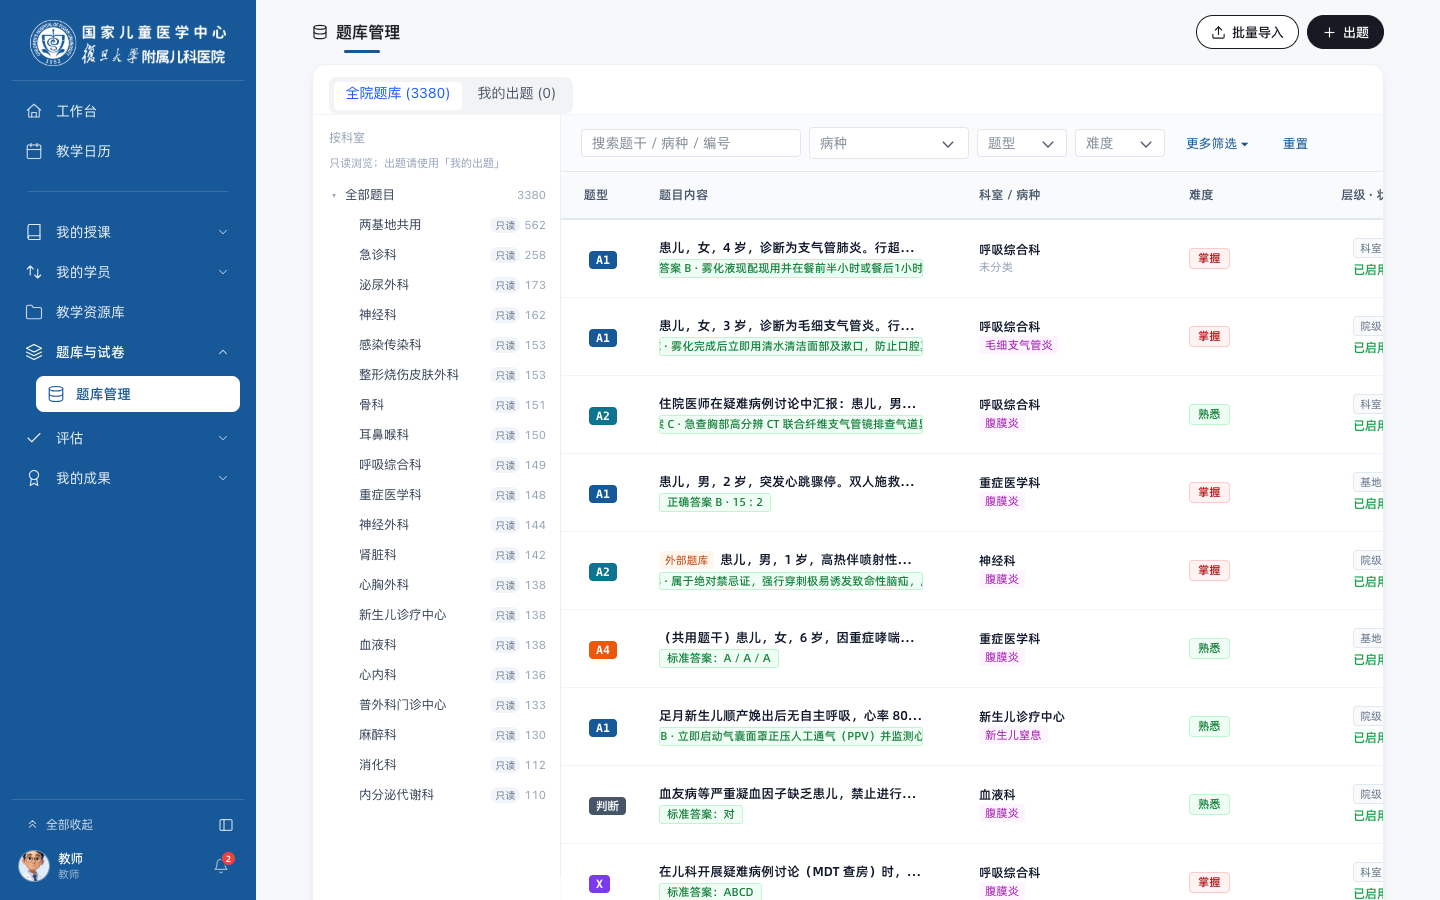 国家儿童医学中心
復旦大学附属儿科医院
工作台
教学日历
我的授课
我的学员
教学资源库
题库与试卷
题库管理
评估
我的成果
全部收起
教师
教师
2
题库管理
批量导入
出题
全院题库 (3380)
我的出题 (0)
按科室
只读浏览：出题请使用「我的出题」
全部题目 3380
两基地共用 只读 562
急诊科 只读 258
泌尿外科 只读 173
神经科 只读 162
感染传染科 只读 153
整形烧伤皮肤外科 只读 153
骨科 只读 151
耳鼻喉科 只读 150
呼吸综合科 只读 149
重症医学科 只读 148
神经外科 只读 144
肾脏科 只读 142
心胸外科 只读 138
新生儿诊疗中心 只读 138
血液科 只读 138
心内科 只读 136
普外科门诊中心 只读 133
麻醉科 只读 130
消化科 只读 112
内分泌代谢科 只读 110
搜索题干 / 病种 / 编号
病种
题型
难度
更多筛选
重置
题型 题目内容 科室 / 病种 难度 层级 ·
A1
患儿，女，4 岁，诊断为支气管肺炎。行超...
答案 B · 雾化液现配现用并在餐前半小时或餐后1小时
呼吸综合科
未分类
掌握
科室
已启
A1
患儿，女，3 岁，诊断为毛细支气管炎。行...
· 雾化完成后立即用清水清洁面部及漱口，防止口腔
呼吸综合科
毛细支气管炎
掌握
院级
已启
A2
住院医师在疑难病例讨论中汇报：患儿，男...
C · 急查胸部高分辨 CT 联合纤维支气管镜排查气道
呼吸综合科
腹膜炎
熟悉
科室
已启
A1
患儿，男，2 岁，突发心跳骤停。双人施救...
正确答案 B · 15 : 2
重症医学科
腹膜炎
掌握
基地
已启
A2
外部题库 患儿，男，1 岁，高热伴喷射性...
· 属于绝对禁忌证，强行穿刺极易诱发致命性脑疝，
神经科
腹膜炎
掌握
院级
已启
A4
（共用题干）患儿，女，6 岁，因重症哮喘...
标准答案：A / A / A
重症医学科
腹膜炎
熟悉
基地
已启
A1
足月新生儿顺产娩出后无自主呼吸，心率 80...
B · 立即启动气囊面罩正压人工通气（PPV）并监测心
新生儿诊疗中心
新生儿窒息
熟悉
院级
已启
判断
血友病等严重凝血因子缺乏患儿，禁止进行...
标准答案：对
血液科
腹膜炎
熟悉
院级
已启
X
在儿科开展疑难病例讨论（MDT 查房）时，...
标准答案：ABCD
呼吸综合科
腹膜炎
掌握
科室
已启